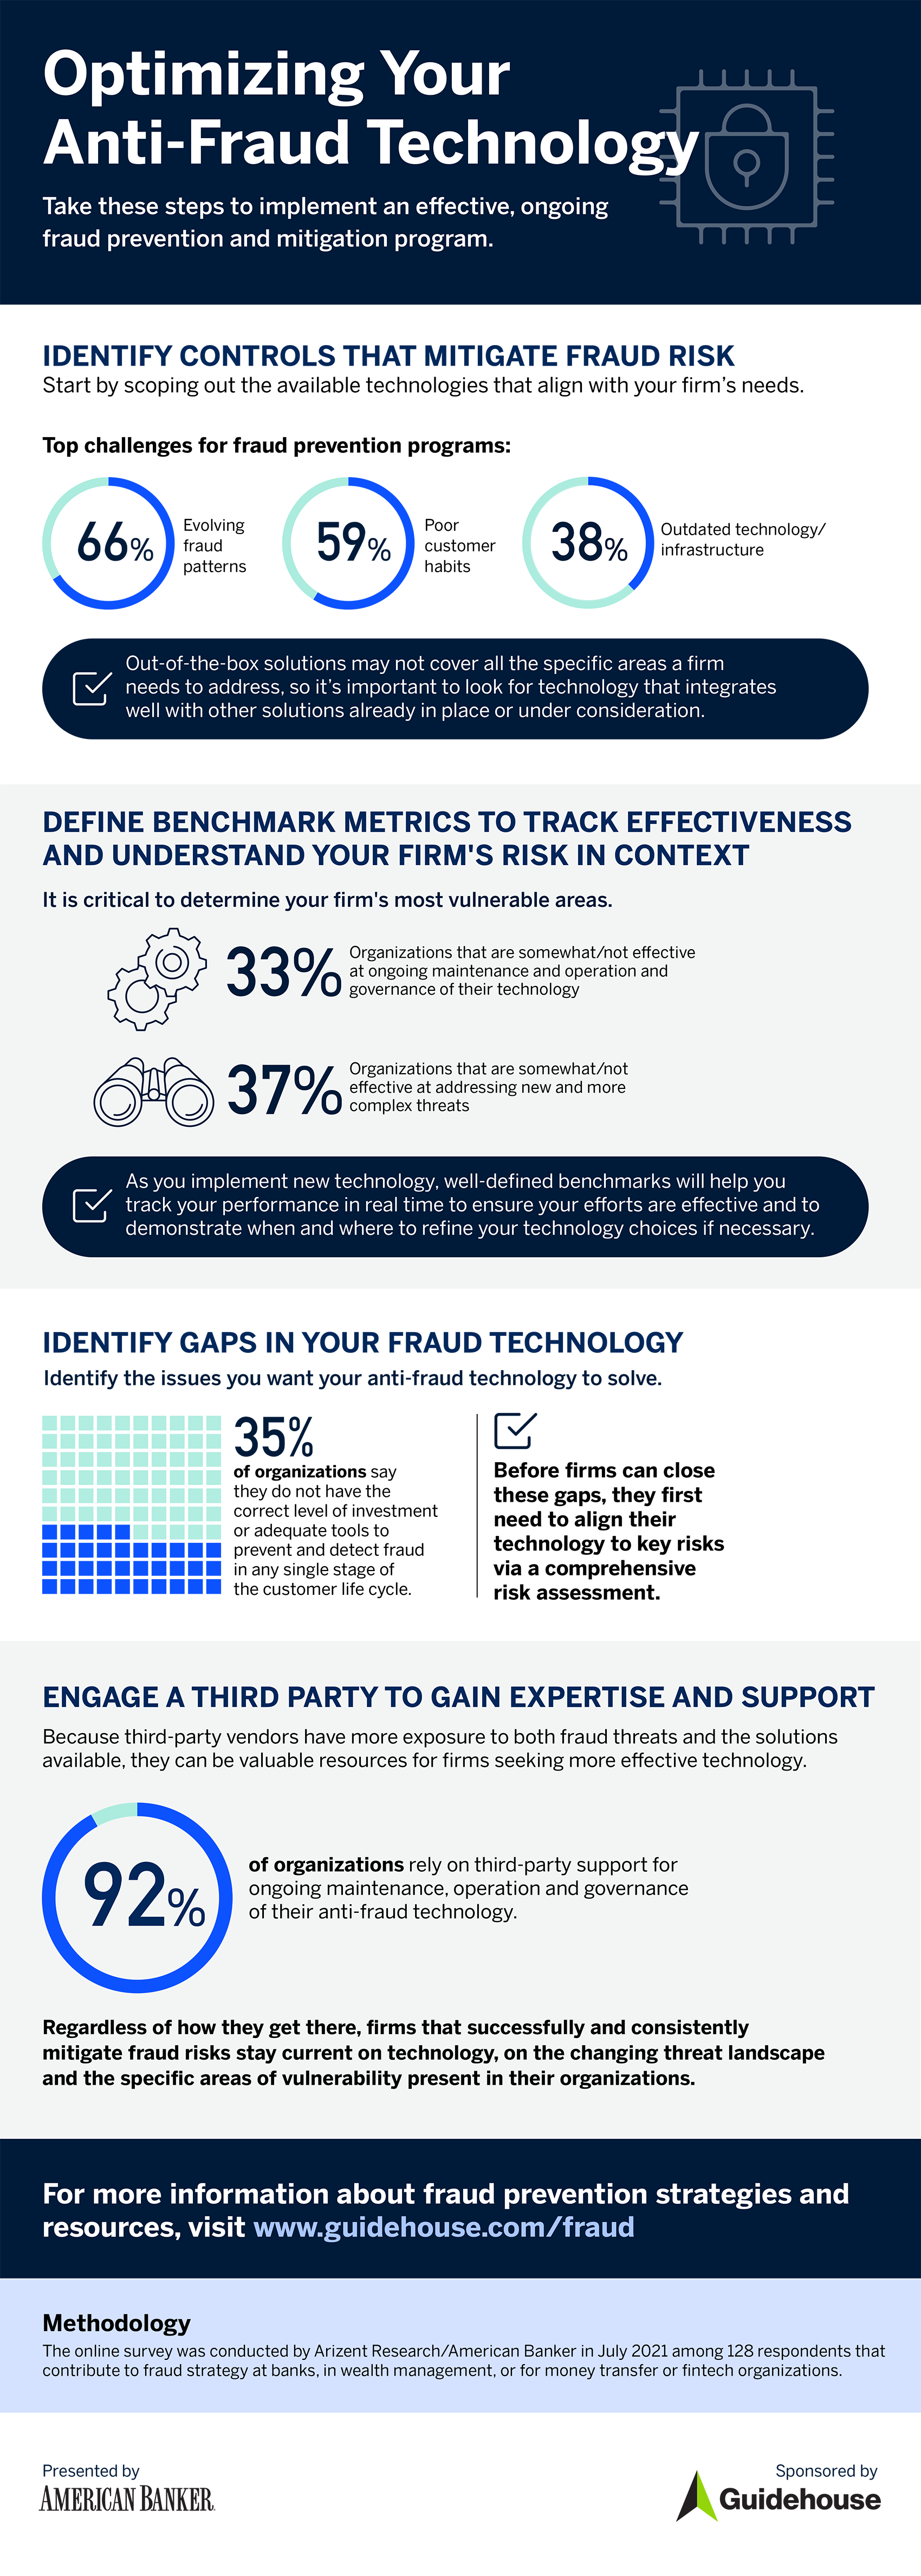 Optimizing Your
Anti-Fraud Technology
Take these steps to implement an effective, ongoing
fraud prevention and mitigation program.
IDENTIFY CONTROLS THAT MITIGATE FRAUD RISK
Start by scoping out the available technologies that align with your firm's needs.
Top challenges for fraud prevention programs:
66%
Evolving
fraud
patterns
59%
Poor
customer
habits
38%
Outdated technology/
infrastructure
Out-of-the-box solutions may not cover all the specific areas a firm
needs to address, so it's important to look for technology that integrates
well with other solutions already in place or under consideration.
DEFINE BENCHMARK METRICS TO TRACK EFFECTIVENESS
AND UNDERSTAND YOUR FIRM'S RISK IN CONTEXT
It is critical to determine your firm's most vulnerable areas.
33%
Organizations that are somewhat/not effective
at ongoing maintenance and operation and
governance of their technology
37%
Organizations that are somewhat/not
effective at addressing new and more
complex threats
As you implement new technology, well-defined benchmarks will help you
track your performance in real time to ensure your efforts are effective and to
demonstrate when and where to refine your technology choices if necessary.
IDENTIFY GAPS IN YOUR FRAUD TECHNOLOGY
Identify the issues you want your anti-fraud technology to solve.
35%
of organizations say
they do not have the
correct level of investment
or adequate tools to
prevent and detect fraud
in any single stage of
the customer life cycle.
Before firms can close
these gaps, they first
need to align their
technology to key risks
via a comprehensive
risk assessment.
ENGAGE A THIRD PARTY TO GAIN EXPERTISE AND SUPPORT
Because third-party vendors have more exposure to both fraud threats and the solutions
available, they can be valuable resources for firms seeking more effective technology.
92%
of organizations rely on third-party support for
ongoing maintenance, operation and governance
of their anti-fraud technology.
Regardless of how they get there, firms that successfully and consistently
mitigate fraud risks stay current on technology, on the changing threat landscape
and the specific areas of vulnerability present in their organizations.
For more information about fraud prevention strategies and
resources, visit www.guidehouse.com/fraud
Methodology
The online survey was conducted by Arizent Research/American Banker in July 2021 among 128 respondents that
contribute to fraud strategy at banks, in wealth management, or for money transfer or fintech organizations.
Presented by
AMERICAN BANKER
Sponsored by
Guidehouse